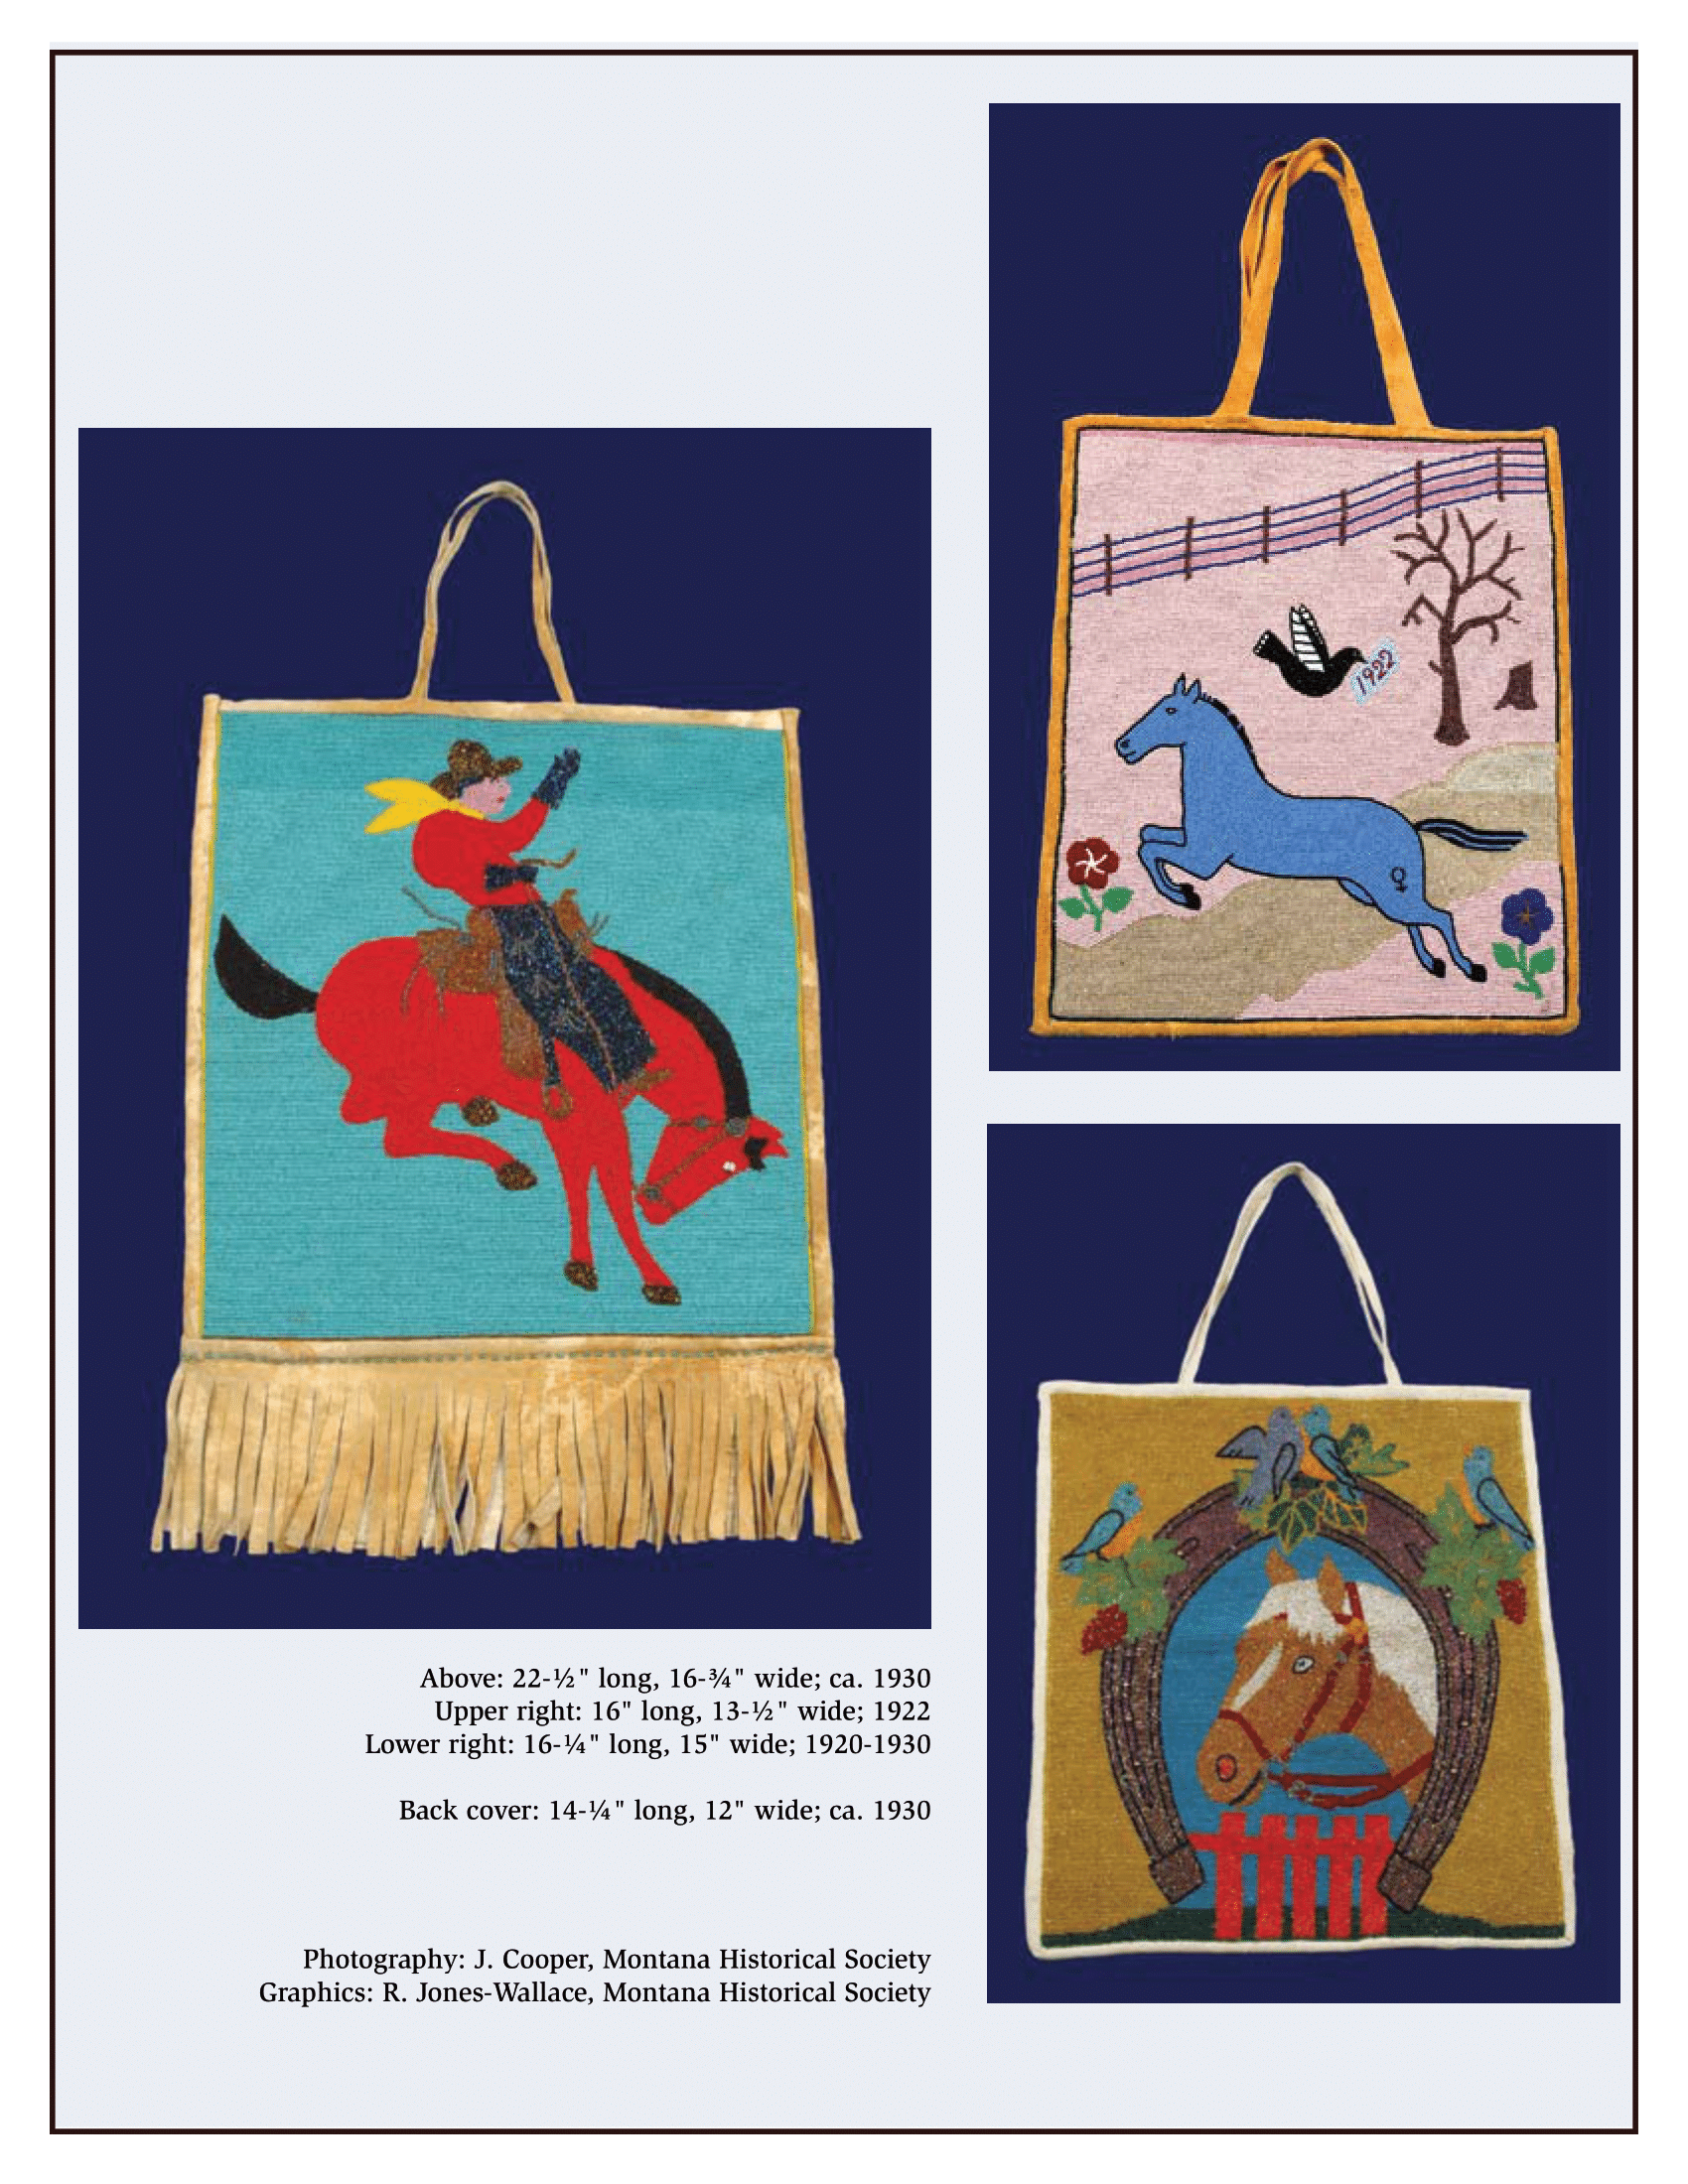 1922
Above: 22-½" long, 16-¾" wide; ca. 1930
Upper right: 16" long, 13-½" wide; 1922
Lower right: 16-¼" long, 15" wide; 1920-1930
Back cover: 14-¼" long, 12" wide; ca. 1930
Photography: J. Cooper, Montana Historical Society
Graphics: R. Jones-Wallace, Montana Historical Society